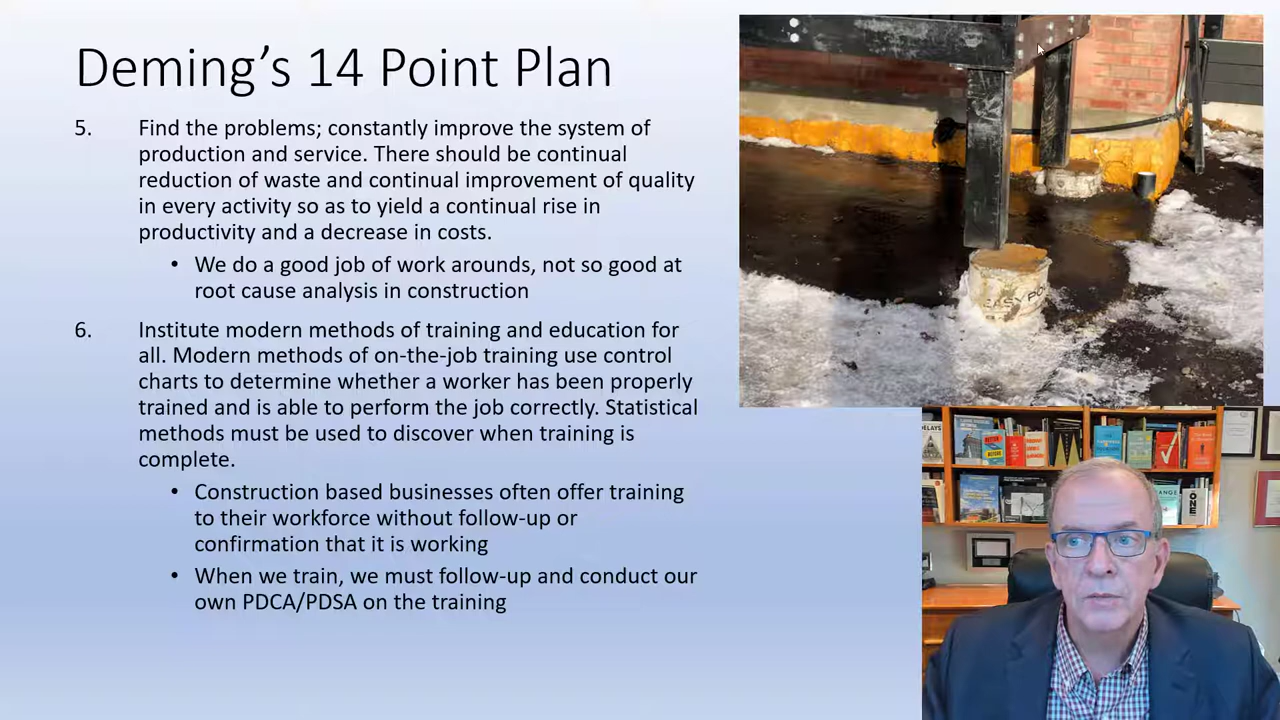 Deming’s 14 Point Plan
5. Find the problems; constantly improve the system of
production and service. There should be continual
reduction of waste and continual improvement of quality
in every activity so as to yield a continual rise in
productivity and a decrease in costs.
• We do a good job of work arounds, not so good at
root cause analysis in construction
6. Institute modern methods of training and education for
all. Modern methods of on-the-job training use control
charts to determine whether a worker has been properly
trained and is able to perform the job correctly. Statistical
methods must be used to discover when training is
complete.
• Construction based businesses often offer training
to their workforce without follow-up or
confirmation that it is working
• When we train, we must follow-up and conduct our
own PDCA/PDSA on the training
EASY